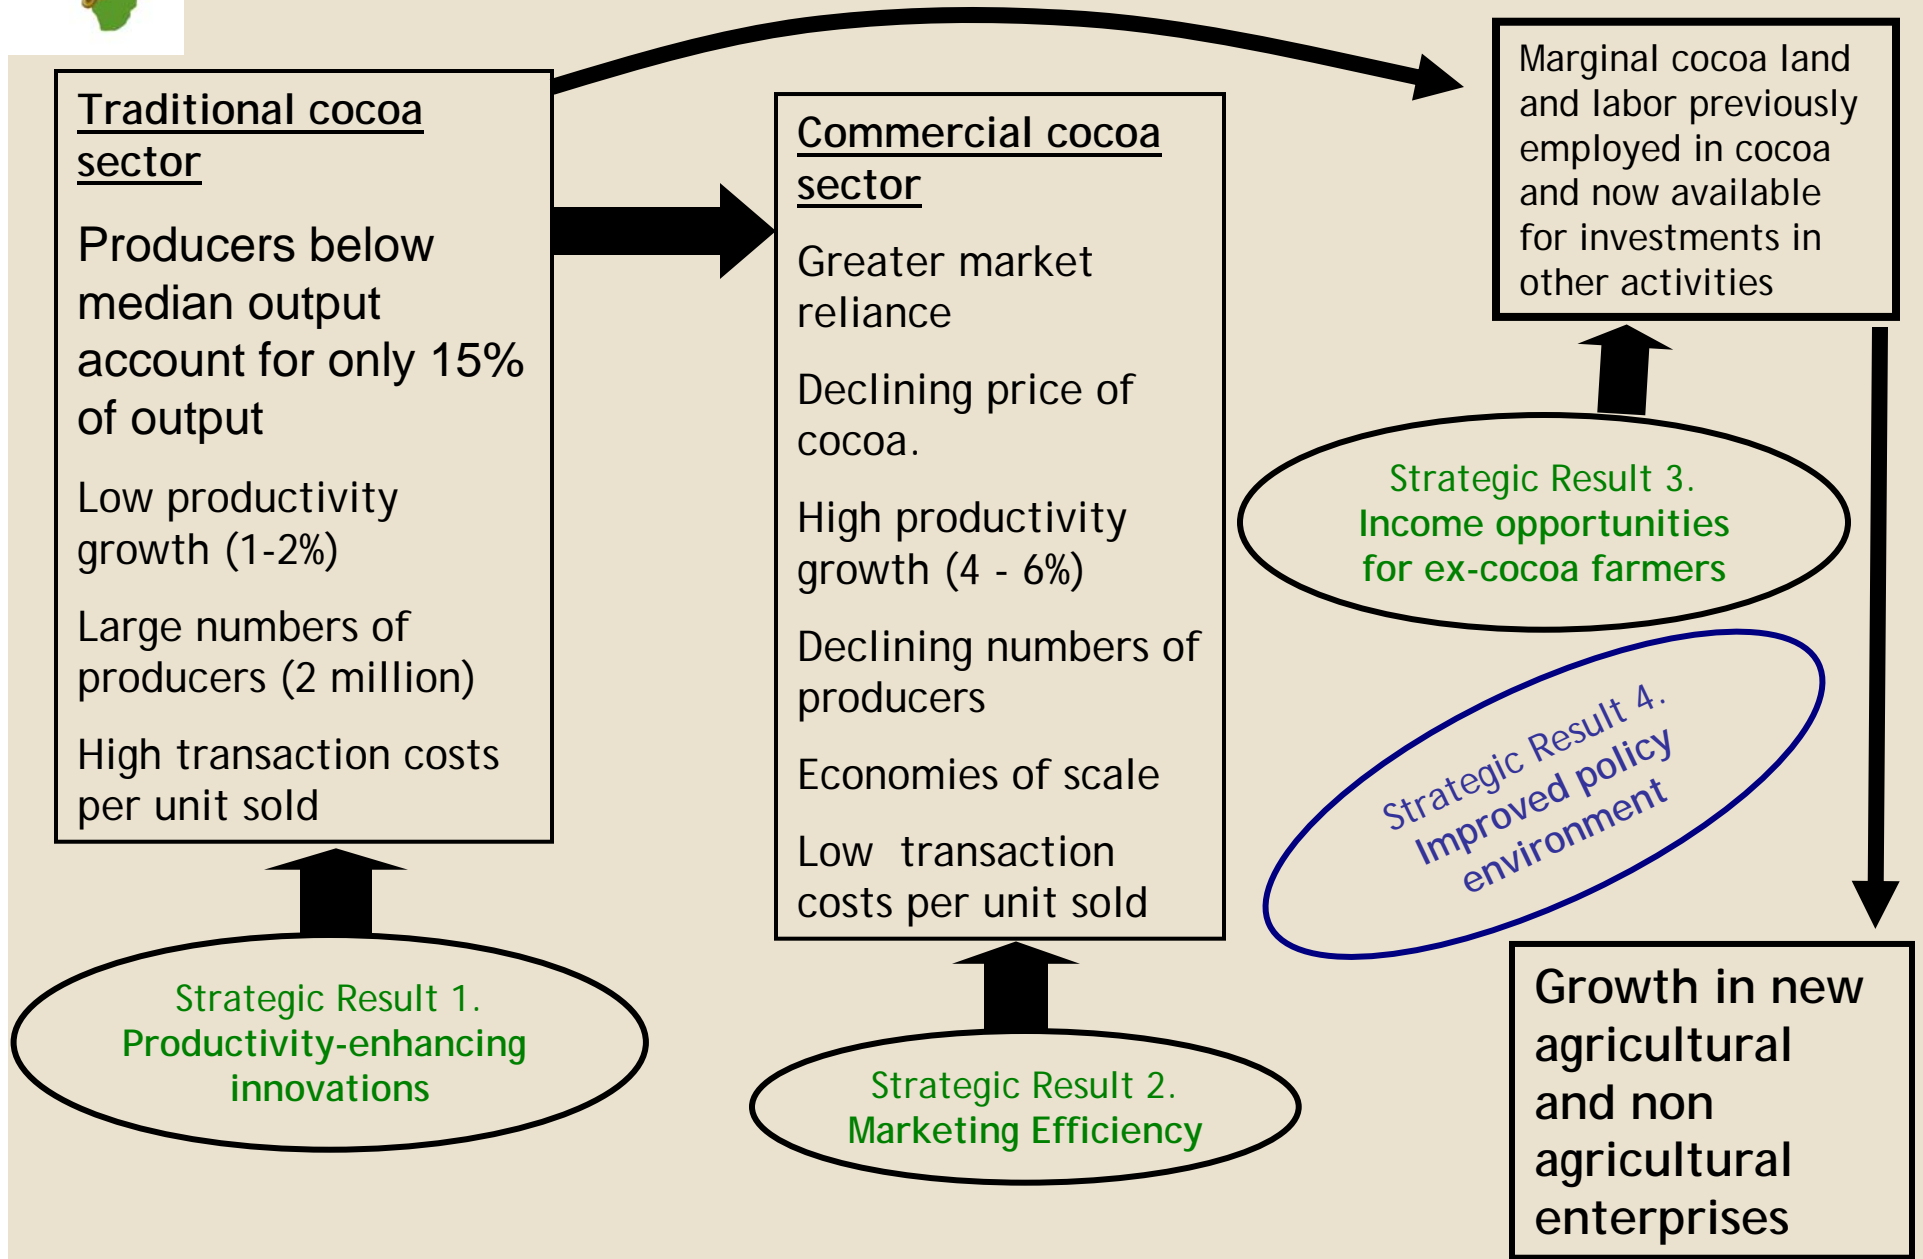 Traditional cocoa
sector
Producers below
median output
account for only 15%
of output
Low productivity
growth (1-2%)
Large numbers of
producers (2 million)
High transaction costs
per unit sold
Strategic Result 1.
Productivity-enhancing
innovations
Commercial cocoa
sector
Greater market
reliance
Declining price of
cocoa.
High productivity
growth (4 - 6%)
Declining numbers of
producers
Economies of scale
Low transaction
costs per unit sold
Strategic Result 2.
Marketing Efficiency
Marginal cocoa land
and labor previously
employed in cocoa
and now available
for investments in
other activities
Strategic Result 3.
Income opportunities
for ex-cocoa farmers
Strategic Result 4.
Improved policy
environment
Growth in new
agricultural
and non
agricultural
enterprises